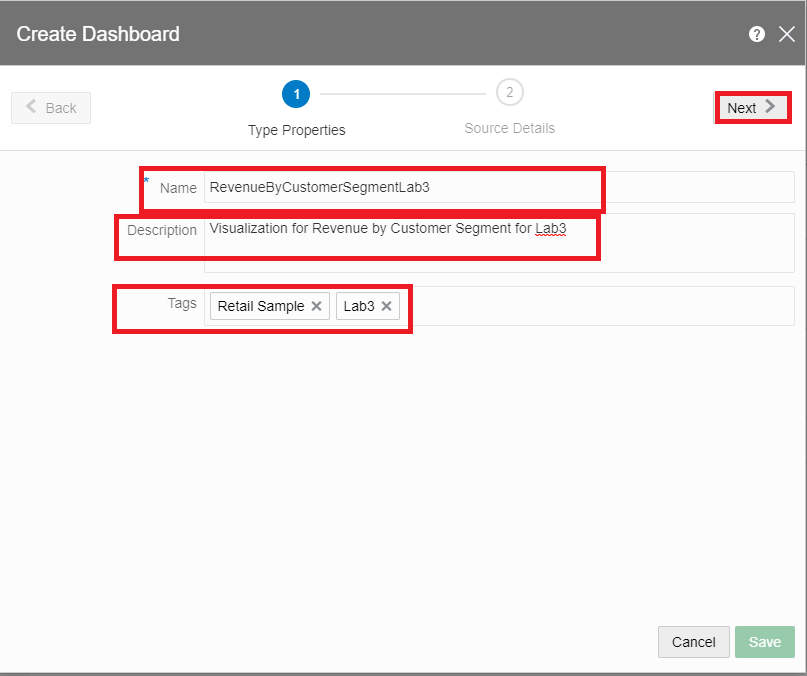 Create Dashboard
?
Back
1
2
Next
Type Properties
Source Details
* Name RevenueByCustomerSegmentLab3
Description Visualization for Revenue by Customer Segment for Lab3
Tags Retail Sample Lab3
Cancel Save